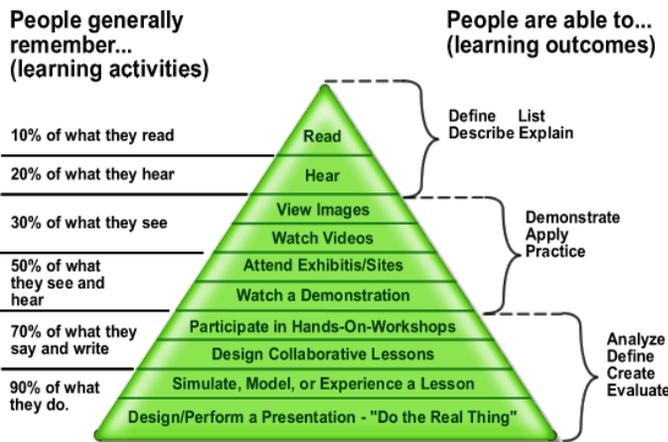 People generally
remember...
(learning activities)
People are able to...
(learning outcomes)
10% of what they read
20% of what they hear
30% of what they see
50% of what
they see and
hear
70% of what they
say and write
90% of what
they do.
Read
Hear
View Images
Watch Videos
Attend Exhibitis/Sites
Watch a Demonstration
Participate in Hands-On-Workshops
Design Collaborative Lessons
Simulate, Model, or Experience a Lesson
Design/Perform a Presentation - "Do the Real Thing"
Define List
Describe Explain
Demonstrate
Apply
Practice
Analyze
Define
Create
Evaluate